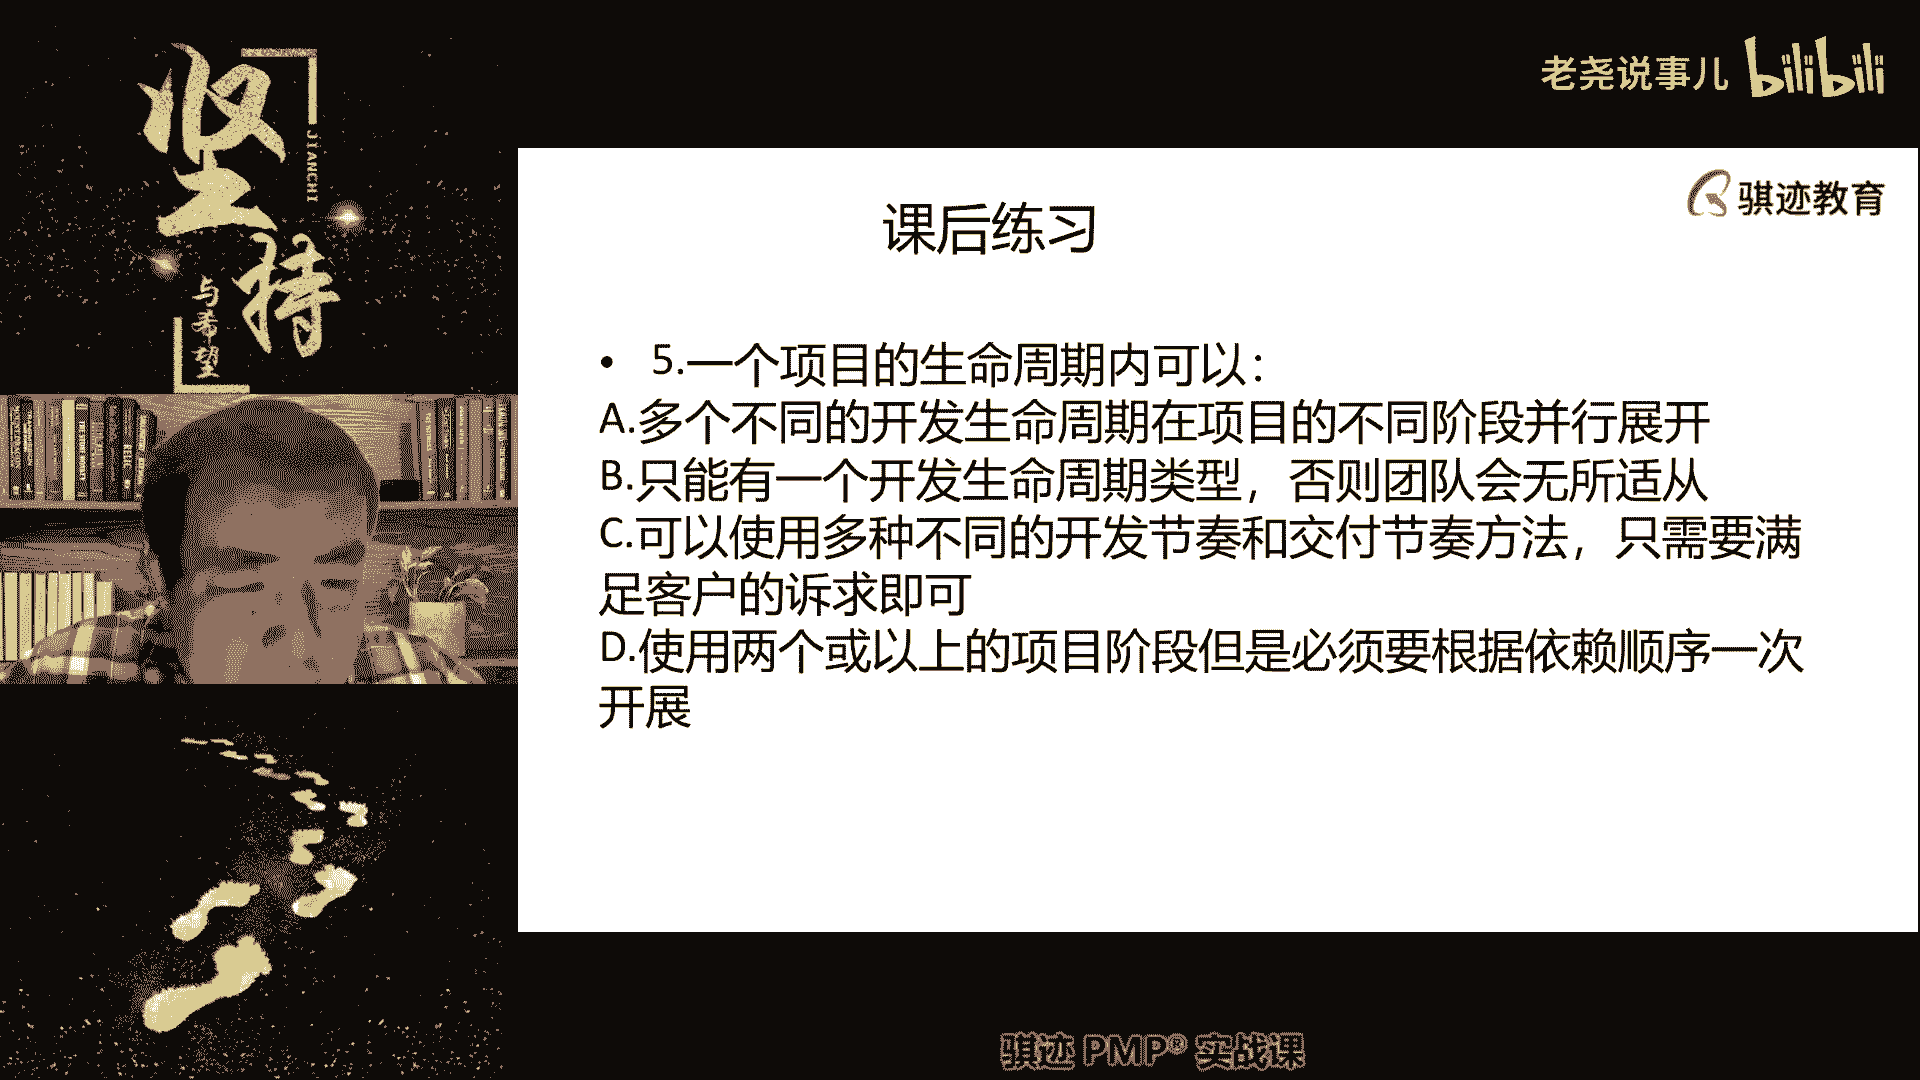 坚持
JIANCHI
与希望
老尧说事儿 bilibili
骐迹教育
课后练习
• 5.一个项目的生命周期内可以：
A.多个不同的开发生命周期在项目的不同阶段并行展开
B.只能有一个开发生命周期类型，否则团队会无所适从
C.可以使用多种不同的开发节奏和交付节奏方法，只需要满
足客户的诉求即可
D.使用两个或以上的项目阶段但是必须要根据依赖顺序一次
开展
骐迹 PMP® 实战课